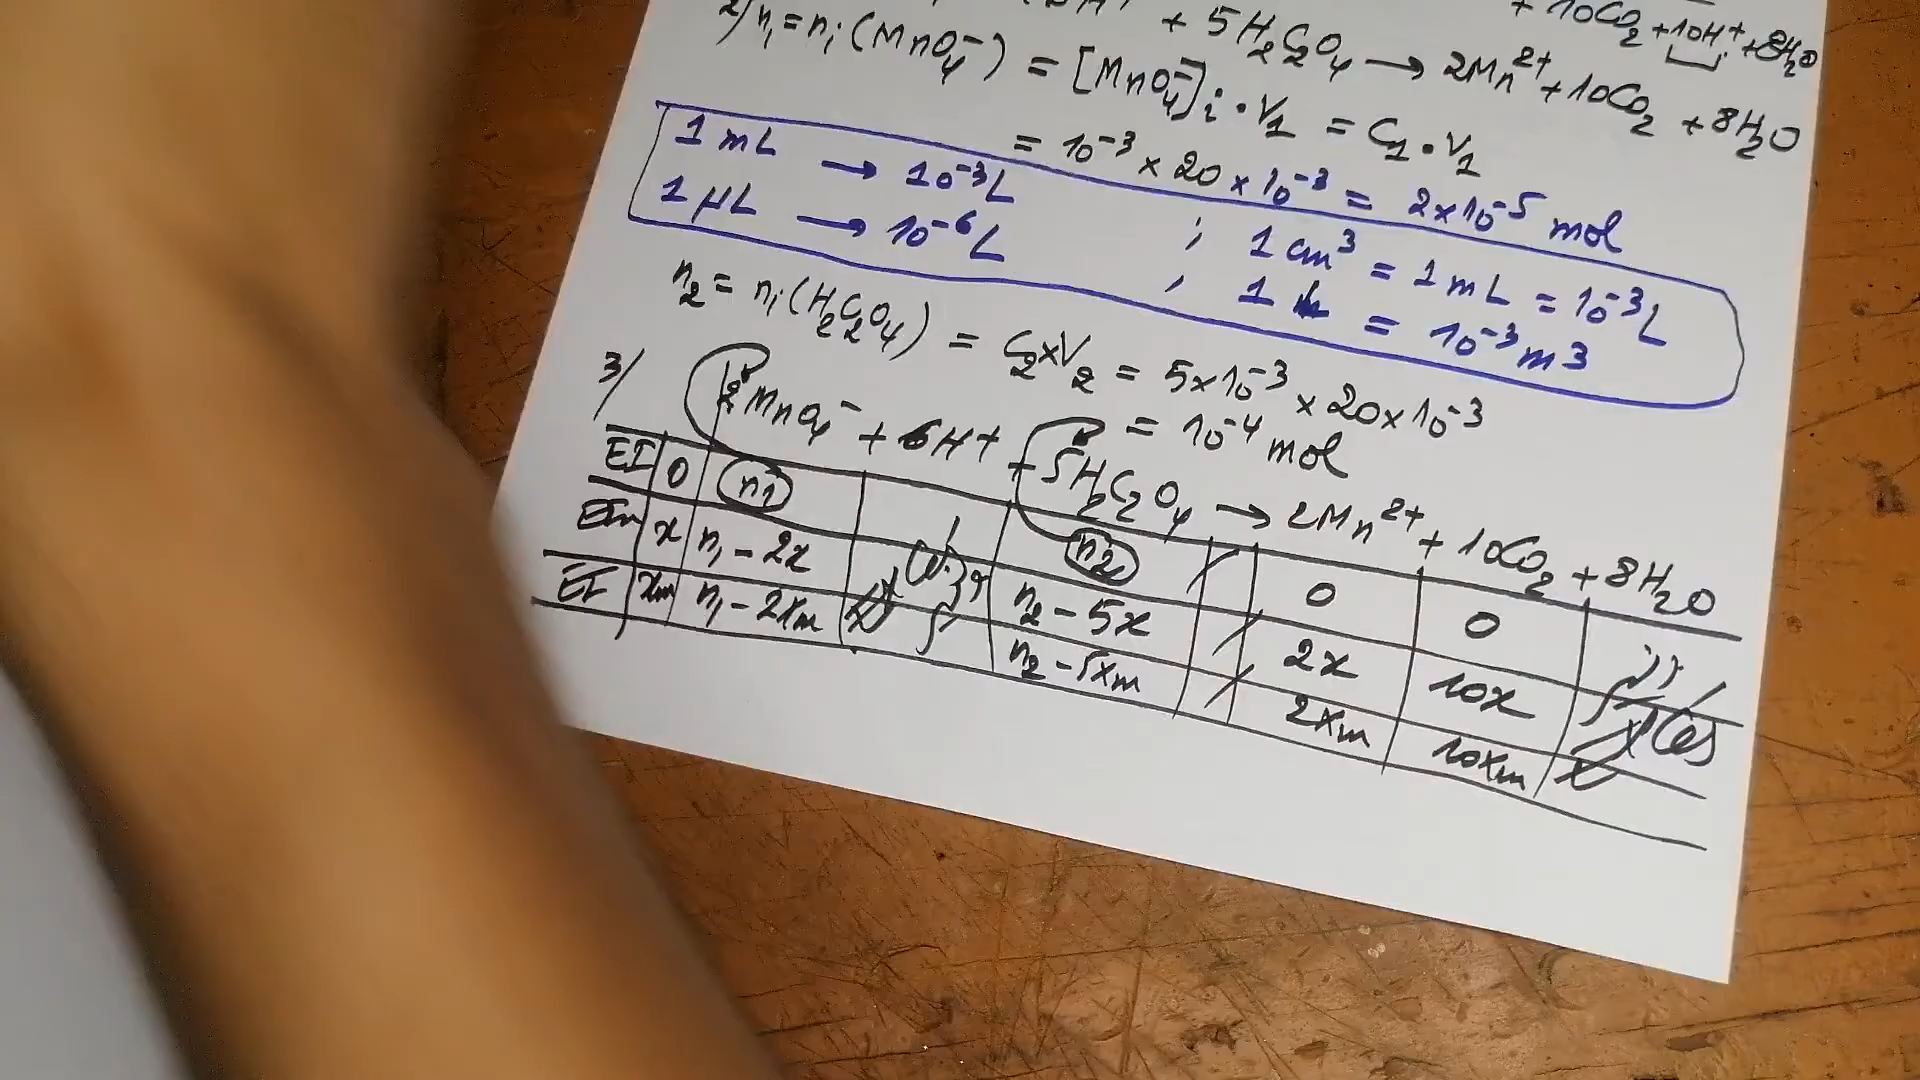 + 10CO₂ + 10H⁺ + 8H₂O
+ 5H₂C₂O₄ → 2Mn²⁺ + 10CO₂ + 8H₂O
2/ n₁ = nᵢ(MnO₄⁻) = [MnO₄⁻]ᵢ · V₁ = C₁ · V₁
= 10⁻³ × 20 × 10⁻³ = 2×10⁻⁵ mol
1 mL → 10⁻³L ; 1 cm³ = 1 mL = 10⁻³L
1 μL → 10⁻⁶L , 1 L = 10⁻³ m3
n₂ = nᵢ(H₂C₂O₄) = C₂×V₂ = 5×10⁻³ × 20×10⁻³
= 10⁻⁴ mol
3/ 2MnO₄⁻ + 6H⁺ + 5H₂C₂O₄ → 2Mn²⁺ + 10CO₂ + 8H₂O
EI 0 n₁ n₂ / 0 0
x n₁ - 2x n₂ - 5x / 2x 10x
xm n₁ - 2xm n₂ - 5xm / 2xm 10xm